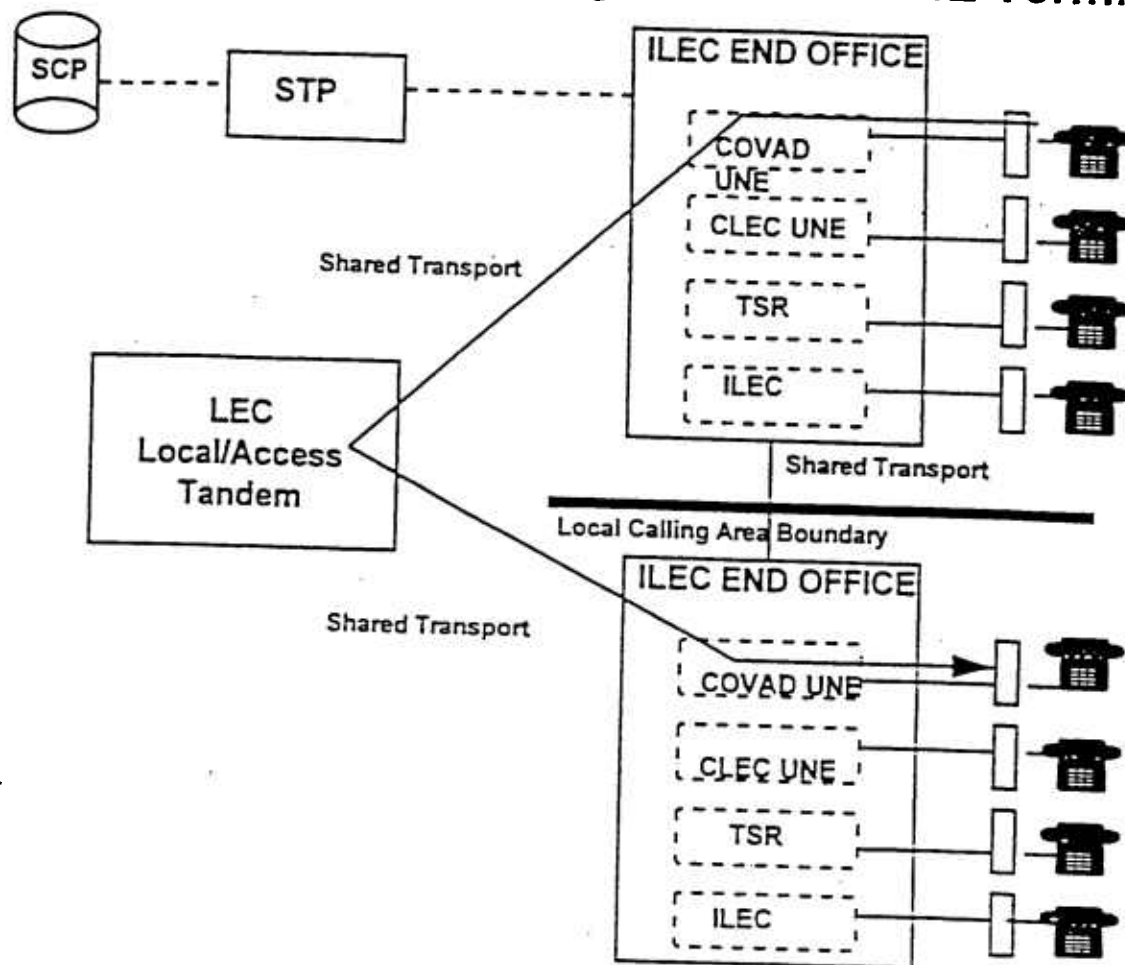 SCP
STP
ILEC END OFFICE
COVAD
UNE
CLEC UNE
TSR
ILEC
Shared Transport
LEC
Local/Access
Tandem
Shared Transport
Local Calling Area Boundary
ILEC END OFFICE
Shared Transport
COVAD UNE
CLEC UNE
TSR
ILEC